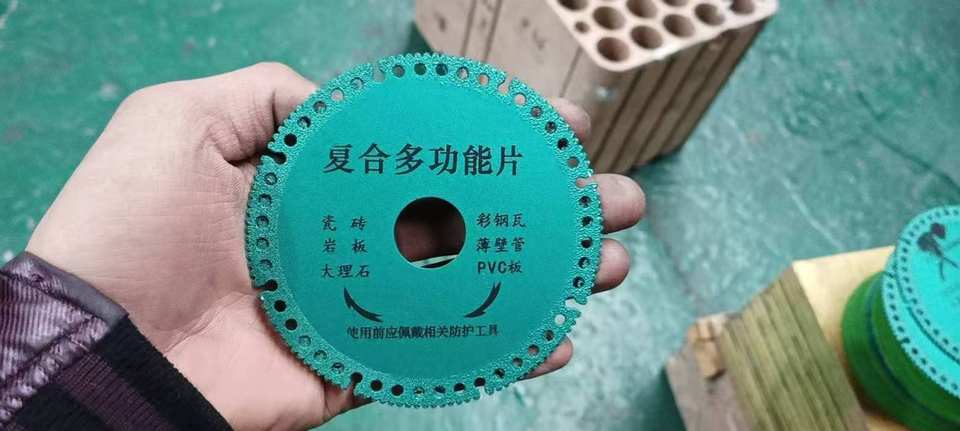 复合多功能片
瓷砖 彩钢瓦
岩板 薄壁管
大理石 PVC板
使用前应佩戴相关防护工具